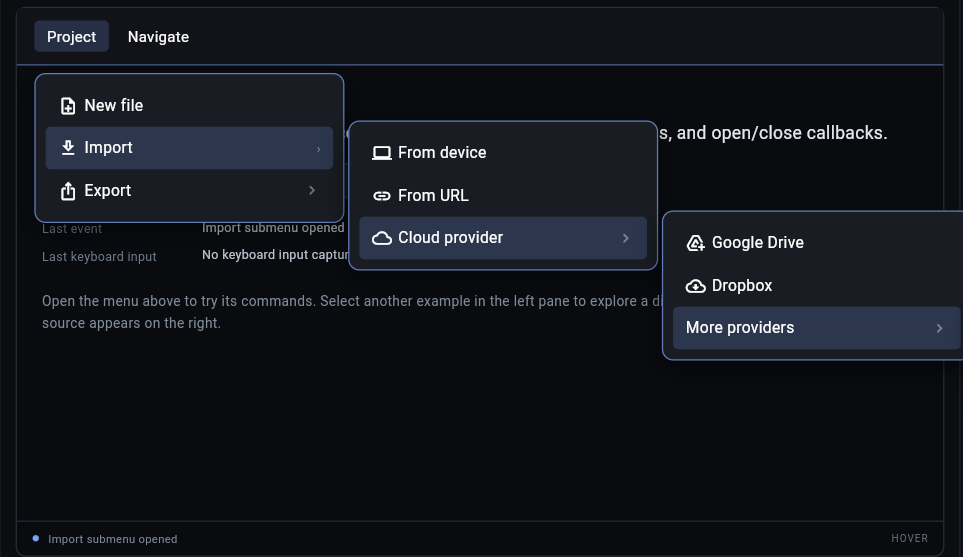 Project
Navigate
New file
Import
Export
From device
From URL
Cloud provider
Google Drive
Dropbox
More providers
s, and open/close callbacks.
Last event
Import submenu opened
Last keyboard input
No keyboard input captur
Open the menu above to try its commands. Select another example in the left pane to explore a di
source appears on the right.
Import submenu opened
HOVER